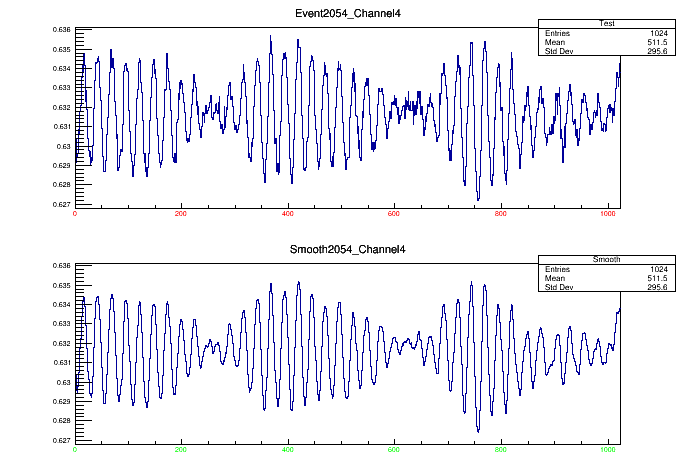 Event2054_Channel4
Test
Entries 1024
Mean 511.5
Std Dev 295.6
0.636
0.635
0.634
0.633
0.632
0.631
0.63
0.629
0.628
0.627
0 200 400 600 800 1000
Smooth2054_Channel4
Smooth
Entries 1024
Mean 511.5
Std Dev 295.6
0.636
0.635
0.634
0.633
0.632
0.631
0.63
0.629
0.628
0.627
0 200 400 600 800 1000